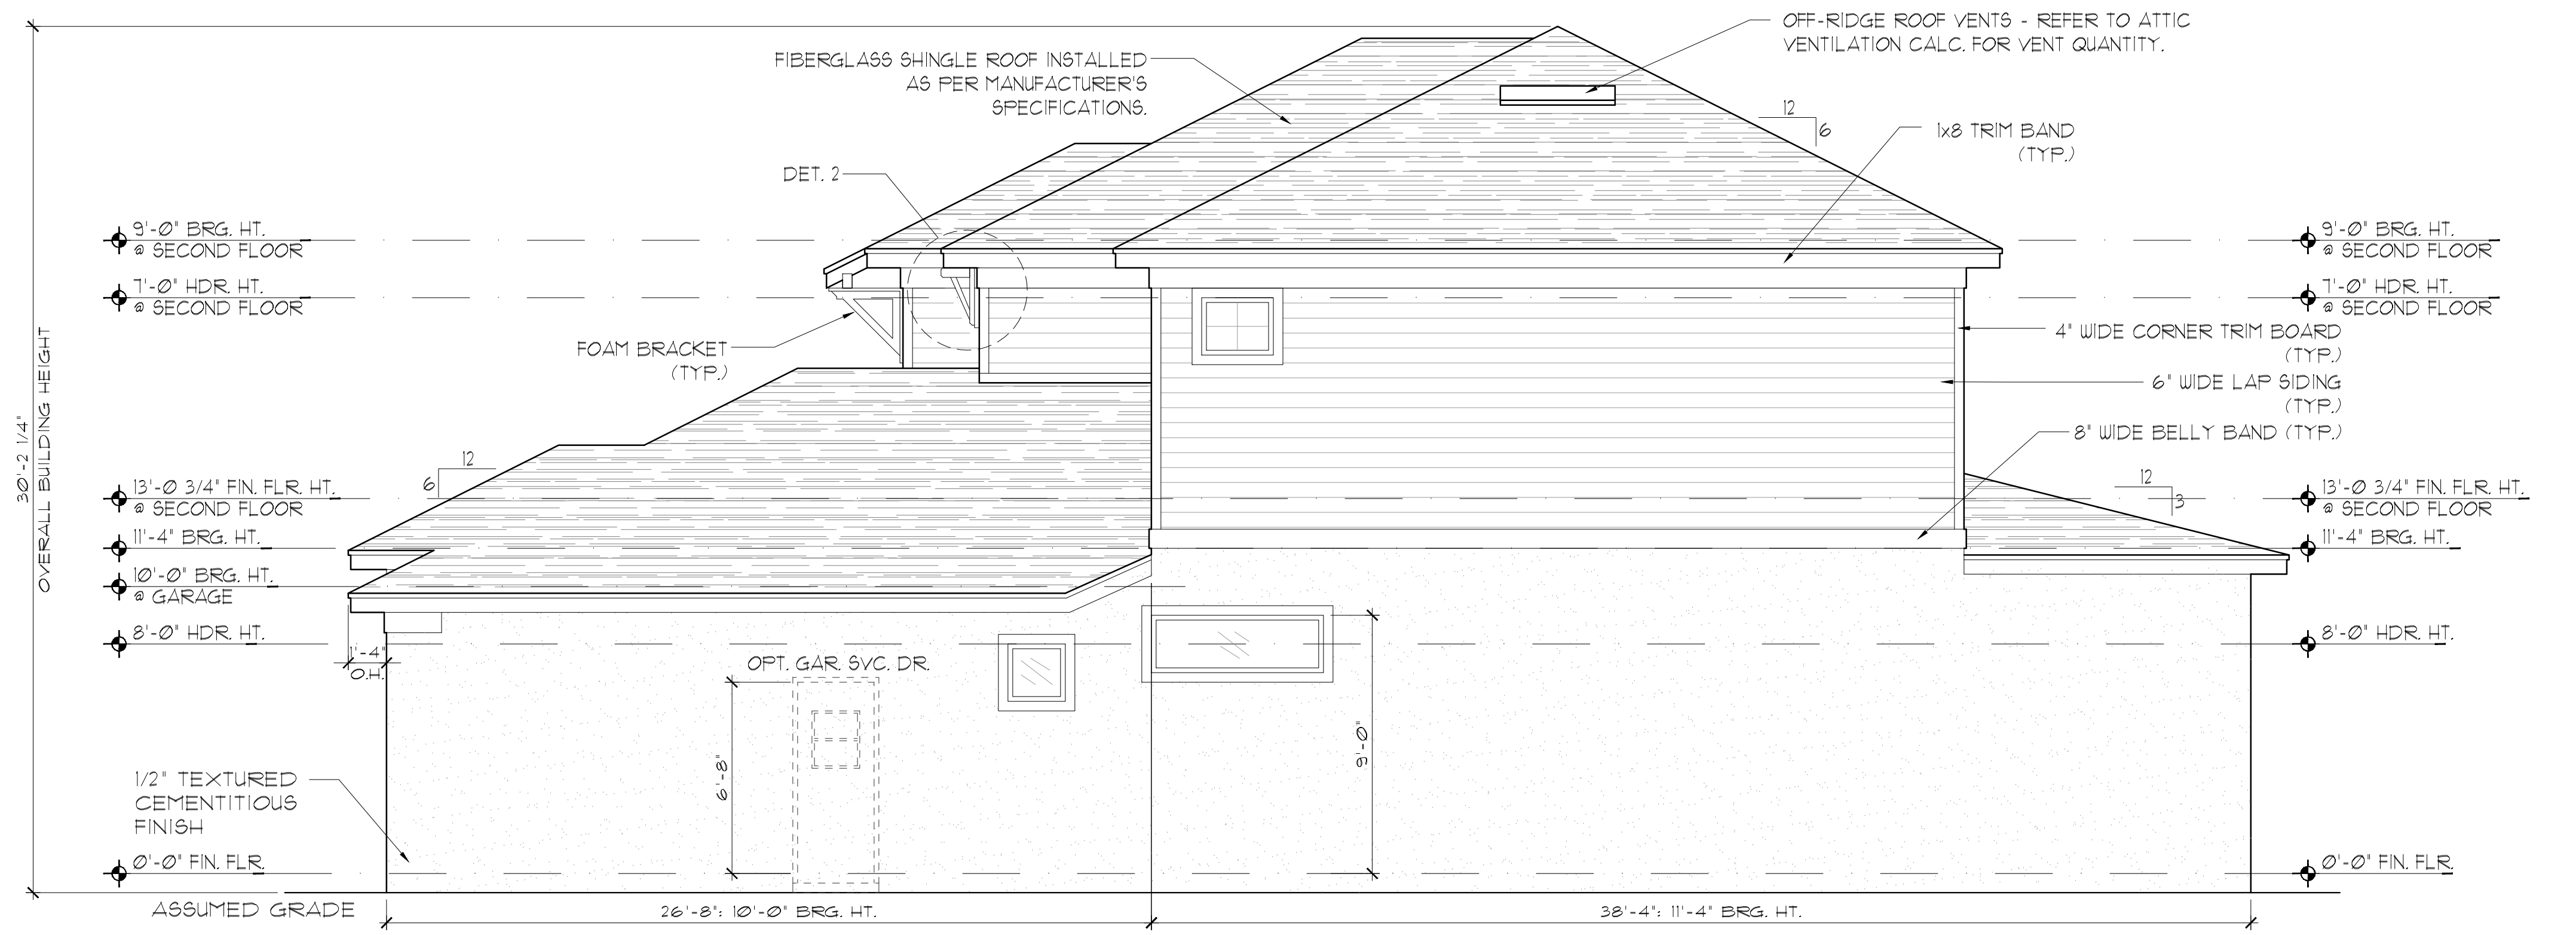 OFF-RIDGE ROOF VENTS - REFER TO ATTIC
VENTILATION CALC. FOR VENT QUANTITY.
FIBERGLASS SHINGLE ROOF INSTALLED
AS PER MANUFACTURER'S
SPECIFICATIONS.
12
6
1x8 TRIM BAND
(TYP.)
DET. 2
9'-0" BRG. HT.
@ SECOND FLOOR
7'-0" HDR. HT.
@ SECOND FLOOR
9'-0" BRG. HT.
@ SECOND FLOOR
7'-0" HDR. HT.
@ SECOND FLOOR
FOAM BRACKET
(TYP.)
4" WIDE CORNER TRIM BOARD
(TYP.)
6" WIDE LAP SIDING
(TYP.)
8" WIDE BELLY BAND (TYP.)
30'-2 1/4"
OVERALL BUILDING HEIGHT
12
6
12
3
13'-0 3/4" FIN. FLR. HT.
@ SECOND FLOOR
11'-4" BRG. HT.
10'-0" BRG. HT.
@ GARAGE
8'-0" HDR. HT.
13'-0 3/4" FIN. FLR. HT.
@ SECOND FLOOR
11'-4" BRG. HT.
8'-0" HDR. HT.
1'-4"
O.H.
OPT. GAR. SVC. DR.
6'-8"
9'-0"
1/2" TEXTURED
CEMENTITIOUS
FINISH
0'-0" FIN. FLR.
0'-0" FIN. FLR.
ASSUMED GRADE
26'-8": 10'-0" BRG. HT.
38'-4": 11'-4" BRG. HT.